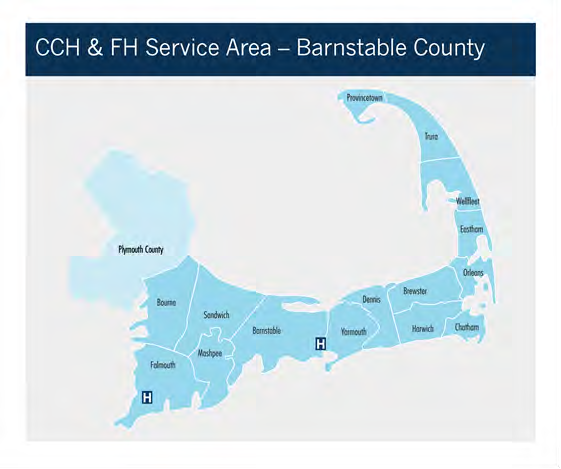 CCH & FH Service Area – Barnstable County
Provincetown
Truro
Wellfleet
Eastham
Plymouth County
Orleans
Brewster
Dennis
Bourne
Sandwich
Barnstable
Yarmouth
Harwich
Chatham
H
Mashpee
Falmouth
H